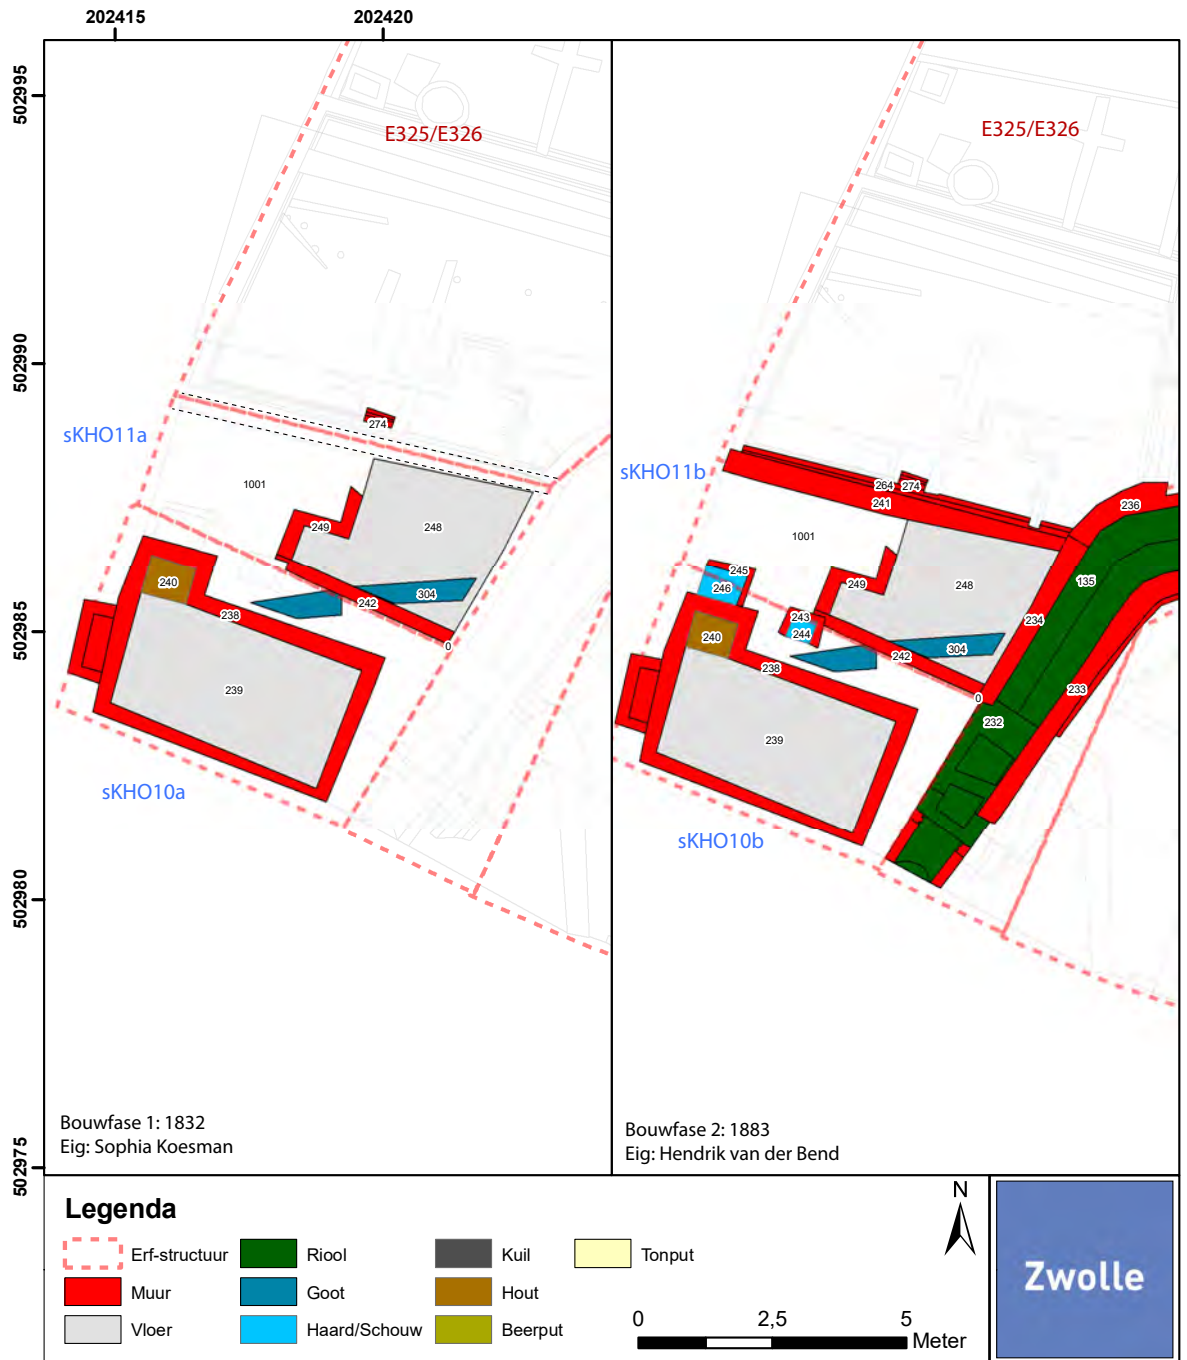 202415
202420
502995
502990
502985
502980
502975
E325/E326
sKHO11a
274
1001
249
248
240
304
242
238
0
239
sKHO10a
Bouwfase 1: 1832
Eig: Sophia Koesman
E325/E326
sKHO11b
264
274
241
236
1001
245
135
246
249
248
243
234
240
244
304
242
238
233
0
232
239
sKHO10b
Bouwfase 2: 1883
Eig: Hendrik van der Bend
Legenda
Erf-structuur
Riool
Kuil
Tonput
Muur
Goot
Hout
Vloer
Haard/Schouw
Beerput
N
0
2,5
5
Meter
Zwolle